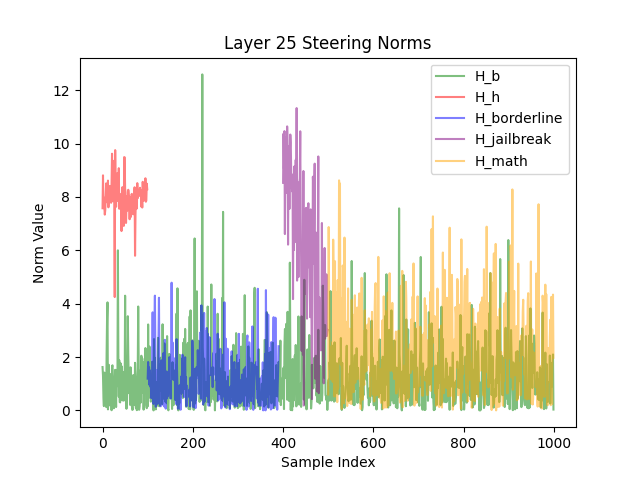 Layer 25 Steering Norms
H_b
H_h
H_borderline
H_jailbreak
H_math
Norm Value
12
10
8
6
4
2
0
0 200 400 600 800 1000
Sample Index